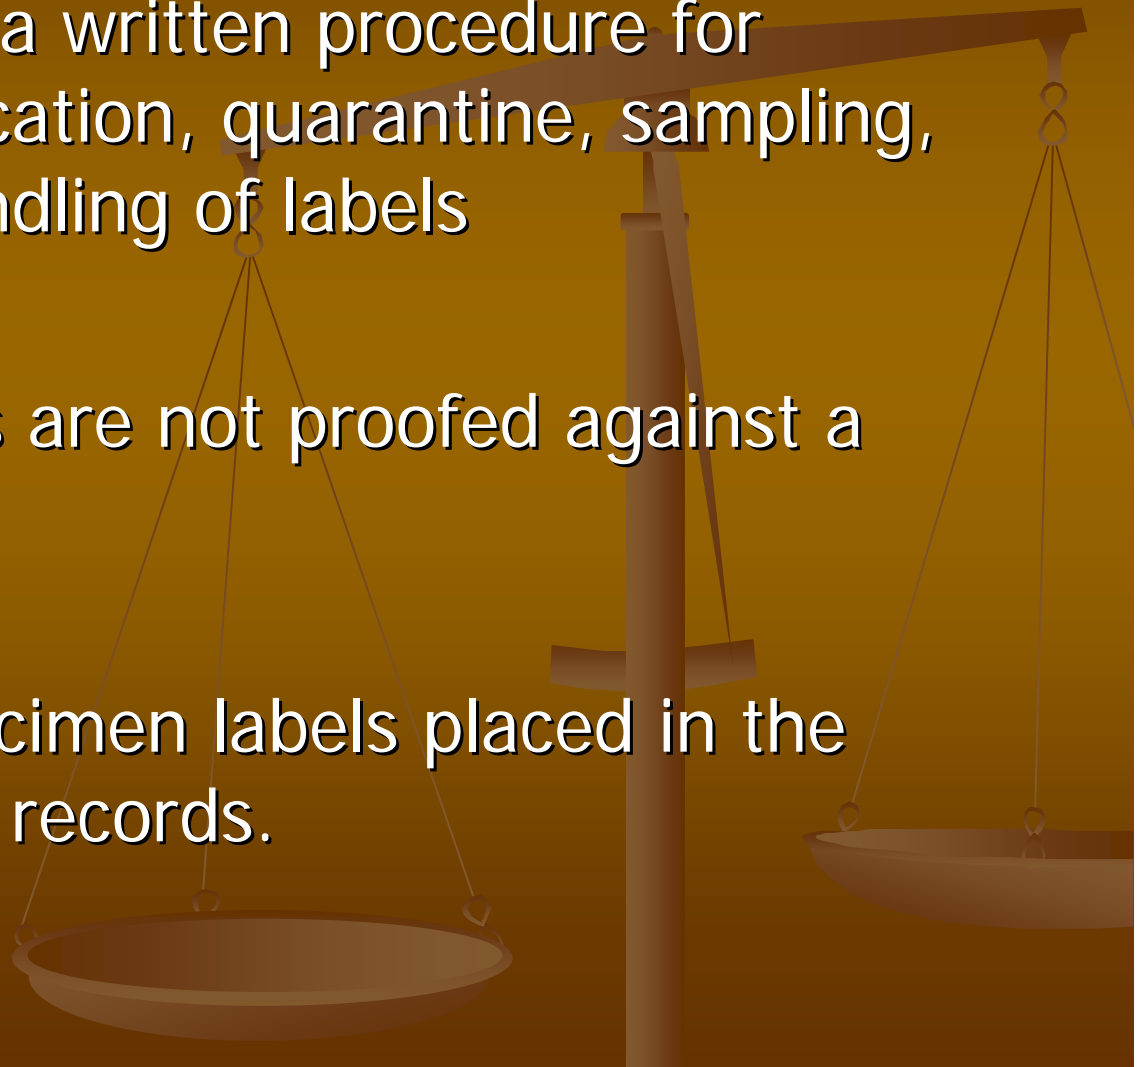 a written procedure for
cation, quarantine, sampling,
ndling of labels
s are not proofed against a
cimen labels placed in the
records.